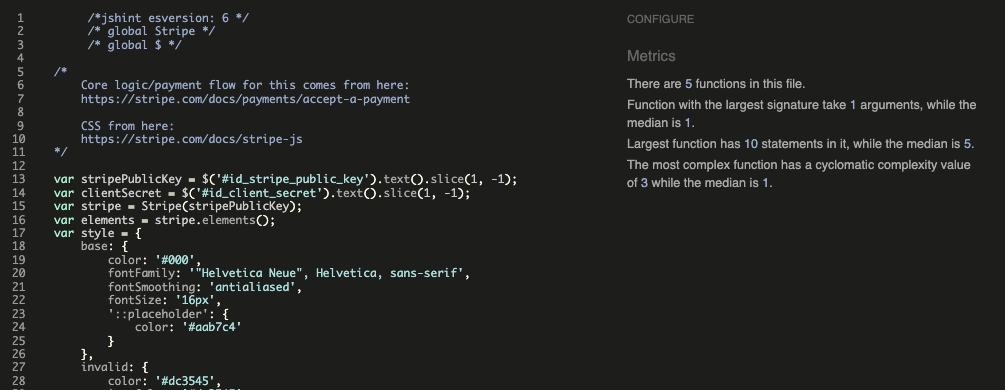 1 /*jshint esversion: 6 */
2 /* global Stripe */
3 /* global $ */
4
5 /*
6 Core logic/payment flow for this comes from here:
7 https://stripe.com/docs/payments/accept-a-payment
8
9 CSS from here:
10 https://stripe.com/docs/stripe-js
11 */
12
13 var stripePublicKey = $('#id_stripe_public_key').text().slice(1, -1);
14 var clientSecret = $('#id_client_secret').text().slice(1, -1);
15 var stripe = Stripe(stripePublicKey);
16 var elements = stripe.elements();
17 var style = {
18 base: {
19 color: '#000',
20 fontFamily: '"Helvetica Neue", Helvetica, sans-serif',
21 fontSmoothing: 'antialiased',
22 fontSize: '16px',
23 '::placeholder': {
24 color: '#aab7c4'
25 }
26 },
27 invalid: {
28 color: '#dc3545',
CONFIGURE
Metrics
There are 5 functions in this file.
Function with the largest signature take 1 arguments, while the
median is 1.
Largest function has 10 statements in it, while the median is 5.
The most complex function has a cyclomatic complexity value
of 3 while the median is 1.